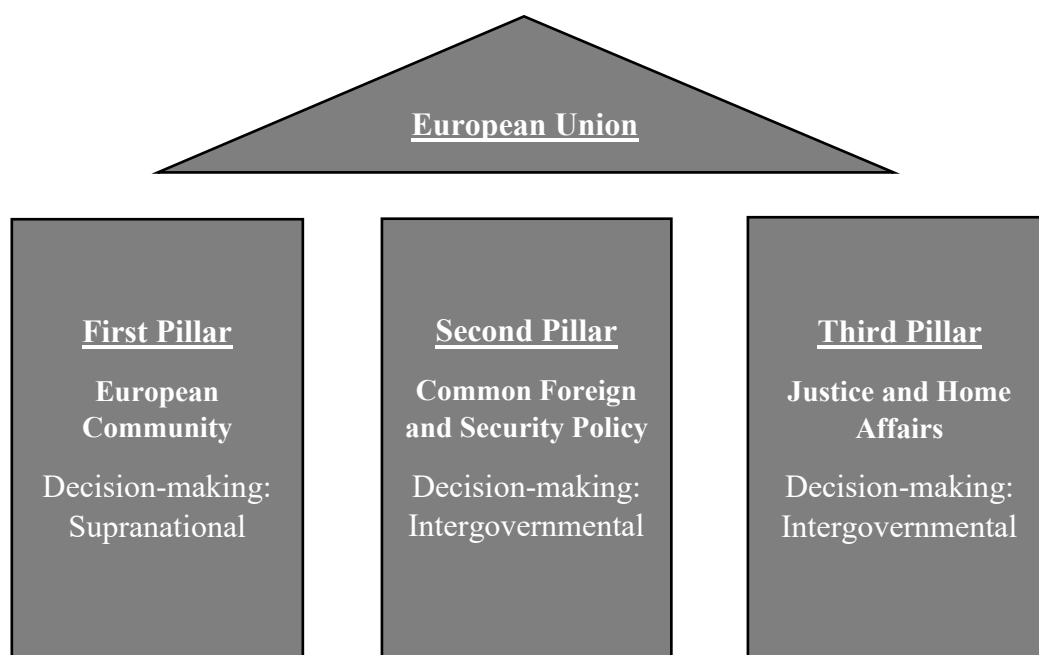 European Union
First Pillar
European
Community
Decision-making:
Supranational
Second Pillar
Common Foreign
and Security Policy
Decision-making:
Intergovernmental
Third Pillar
Justice and Home
Affairs
Decision-making:
Intergovernmental